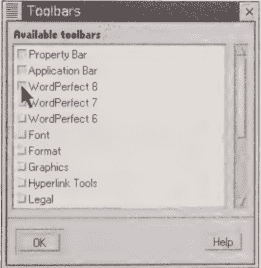 Toolbars
Available toolbars
Property Bar
Application Bar
WordPerfect 8
WordPerfect 7
WordPerfect 6
Font
Format
Graphics
Hyperlink Tools
Legal
OK
Help